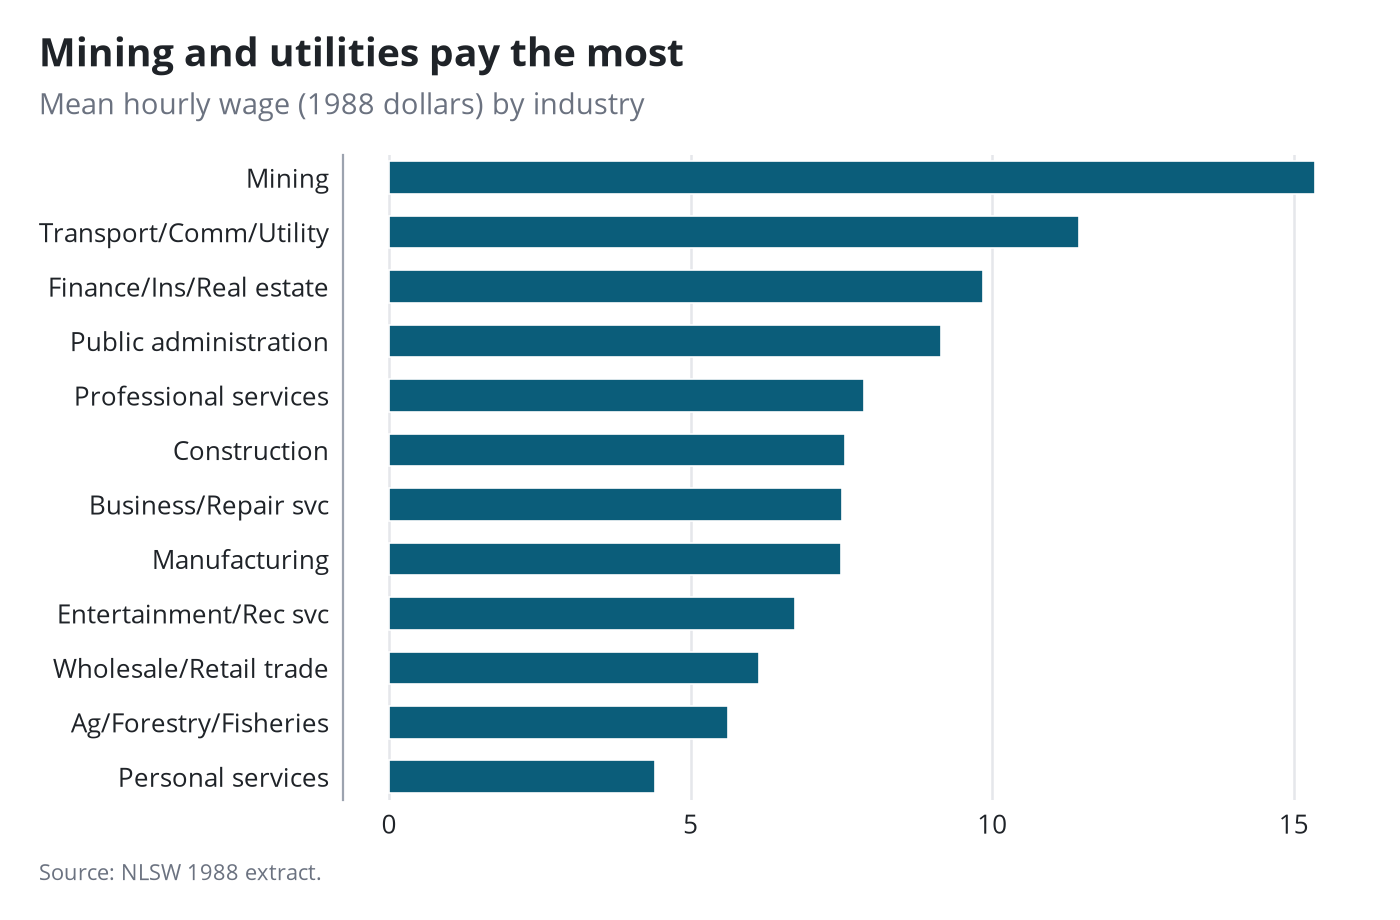 Mining and utilities pay the most
Mean hourly wage (1988 dollars) by industry
Mining
Transport/Comm/Utility
Finance/Ins/Real estate
Public administration
Professional services
Construction
Business/Repair svc
Manufacturing
Entertainment/Rec svc
Wholesale/Retail trade
Ag/Forestry/Fisheries
Personal services
0 5 10 15
Source: NLSW 1988 extract.